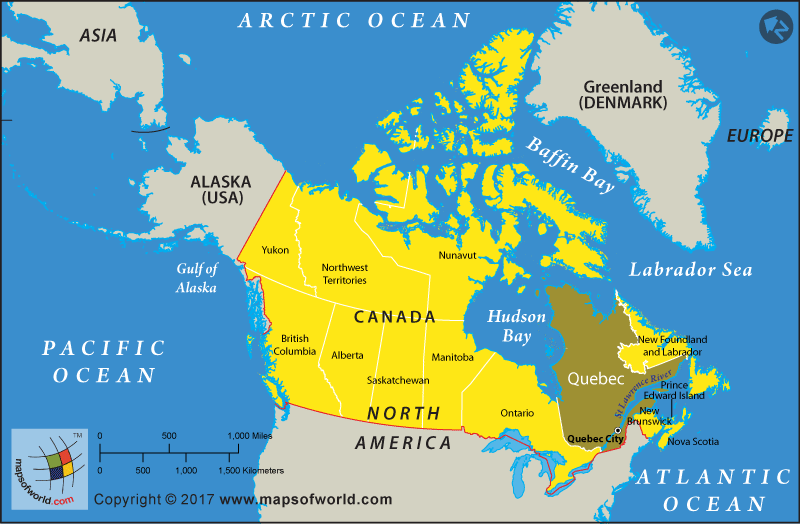 ARCTIC OCEAN
ASIA
Greenland
(DENMARK)
EUROPE
Baffin Bay
ALASKA
(USA)
Yukon
Nunavut
Northwest
Territories
Gulf of
Alaska
Labrador Sea
CANADA
Hudson
Bay
PACIFIC
OCEAN
British
Columbia
Alberta
Manitoba
Saskatchewan
New Foundland
and Labrador
Quebec
St Lawrence River
Prince
Edward Island
NORTH
AMERICA
Ontario
New
Brunswick
Quebec City
Nova Scotia
ATLANTIC
OCEAN
TM
mapsofworld.com
0 500 1,000 Miles
0 500 1,000 1,500 Kilometers
Copyright © 2017 www.mapsofworld.com